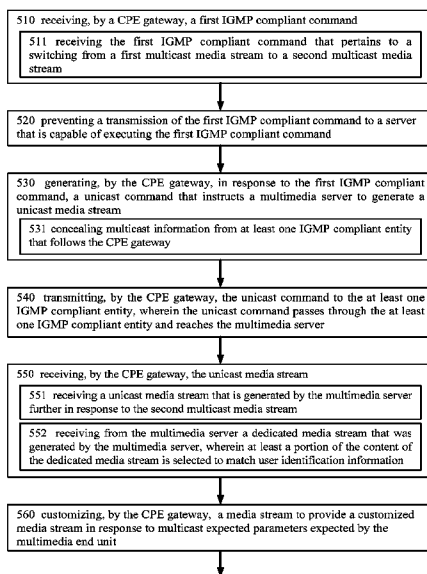 510 receiving, by a CPE gateway, a first IGMP compliant command
511 receiving the first IGMP compliant command that pertains to a
switching from a first multicast media stream to a second multicast media
stream
520 preventing a transmission of the first IGMP compliant command to a server
that is capable of executing the first IGMP compliant command
530 generating, by the CPE gateway, in response to the first IGMP compliant
command, a unicast command that instructs a multimedia server to generate a
unicast media stream
531 concealing multicast information from at least one IGMP compliant entity
that follows the CPE gateway
540 transmitting, by the CPE gateway, the unicast command to the at least one
IGMP compliant entity, wherein the unicast command passes through the at least
one IGMP compliant entity and reaches the multimedia server
550 receiving, by the CPE gateway, the unicast media stream
551 receiving a unicast media stream that is generated by the multimedia server
further in response to the second multicast media stream
552 receiving from the multimedia server a dedicated media stream that was
generated by the multimedia server, wherein at least a portion of the content of
the dedicated media stream is selected to match user identification information
560 customizing, by the CPE gateway, a media stream to provide a customized
media stream in response to multicast expected parameters expected by the
multimedia end unit